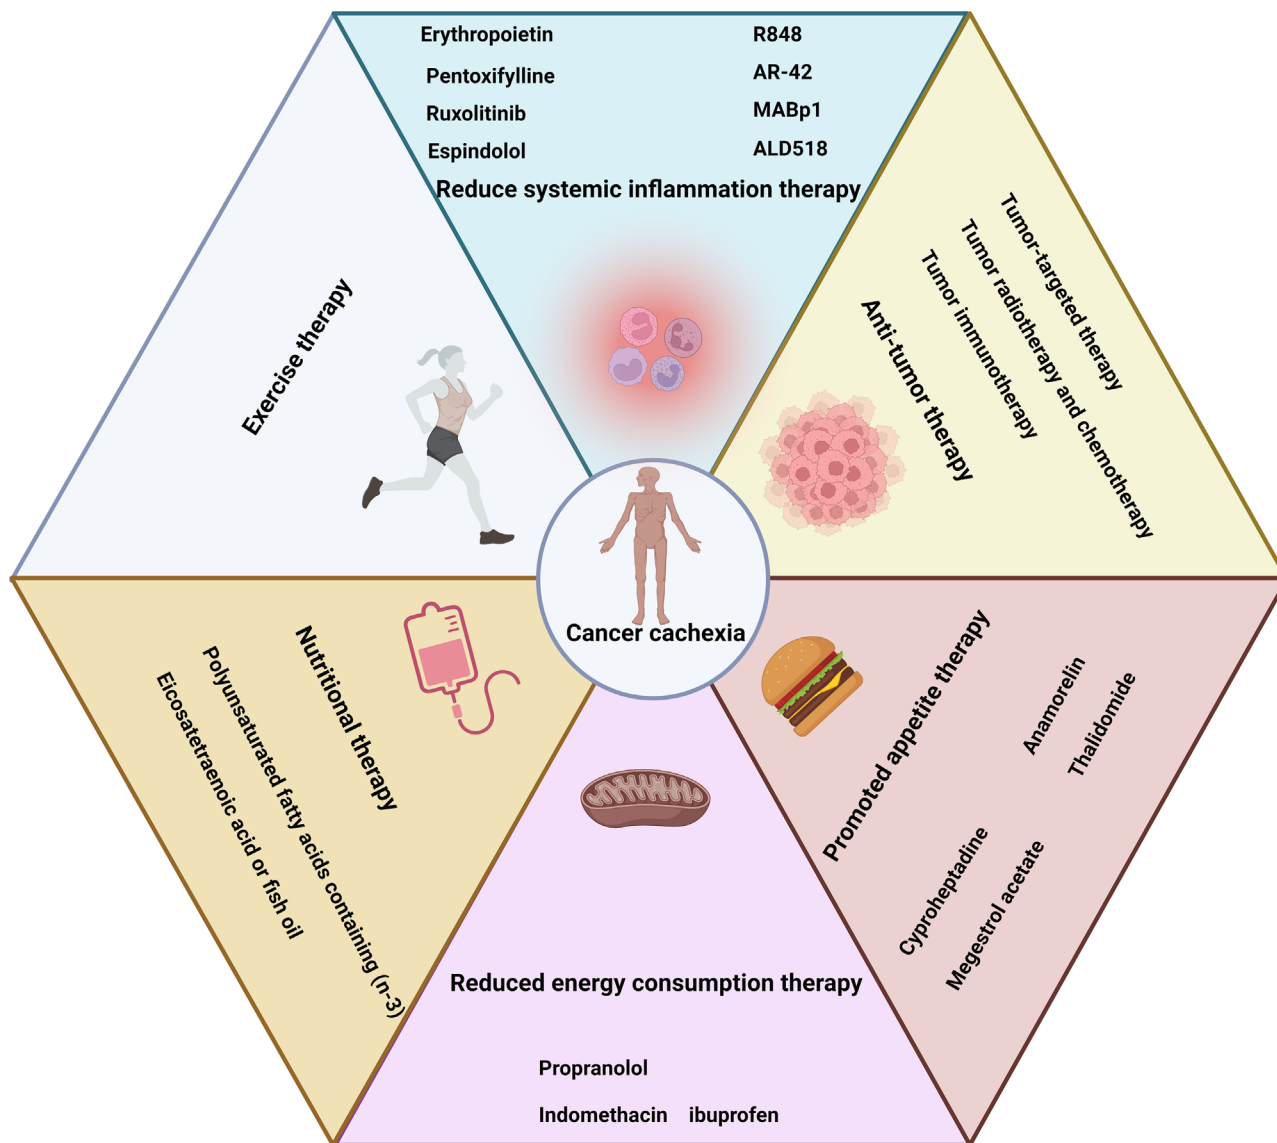 Erythropoietin
R848
Pentoxifylline
AR-42
Ruxolitinib
MABp1
Espindolol
ALD518
Reduce systemic inflammation therapy
Exercise therapy
Tumor-targeted therapy
Tumor radiotherapy and chemotherapy
Tumor immunotherapy
Anti-tumor therapy
Cancer cachexia
Nutritional therapy
Polyunsaturated fatty acids containing (n-3)
Eicosatetraenoic acid or fish oil
Promoted appetite therapy
Anamorelin
Thalidomide
Cyproheptadine
Megestrol acetate
Reduced energy consumption therapy
Propranolol
Indomethacin ibuprofen